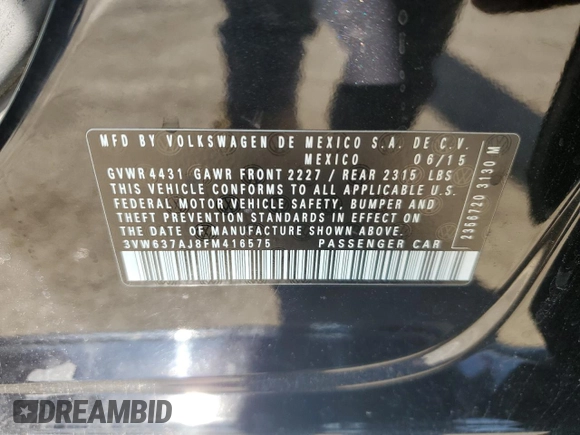 MFD BY VOLKSWAGEN DE MEXICO S.A. DE C.V.
MEXICO 06/15
GVWR 4431 GAWR FRONT 2227 / REAR 2315 LBS
THIS VEHICLE CONFORMS TO ALL APPLICABLE U.S.
FEDERAL MOTOR VEHICLE SAFETY, BUMPER AND
THEFT PREVENTION STANDARDS IN EFFECT ON
THE DATE OF MANUFACTURE SHOWN ABOVE
3VW637AJ8FM416575 PASSENGER CAR
2356720 3130 M
DREAMBID